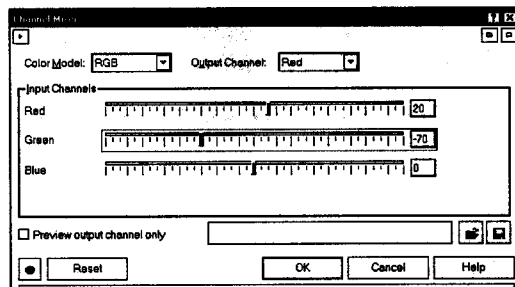 Channel Mixer
Color Model: RGB Output Channel: Red
Input Channels
Red 20
Green -70
Blue 0
Preview output channel only
Reset OK Cancel Help